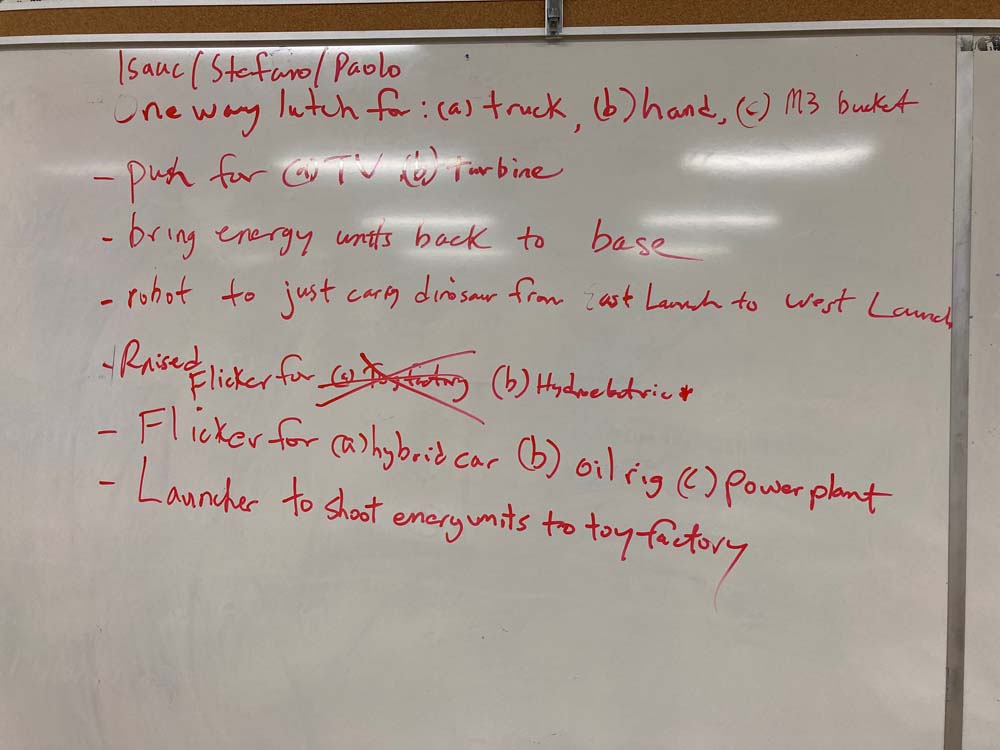 Isaac/Stefano/Paolo
One way latch for: (a) truck, (b) hand, (c) M3 bucket
- push for (a) TV (b) turbine
- bring energy units back to base
- robot to just carry dinosaur from East Launch to West Launch
- Raised
Flicker for (a) Toy factory (b) Hydroelectric*
- Flicker for (a) hybrid car (b) oil rig (c) power plant
- Launcher to shoot energy units to toy factory